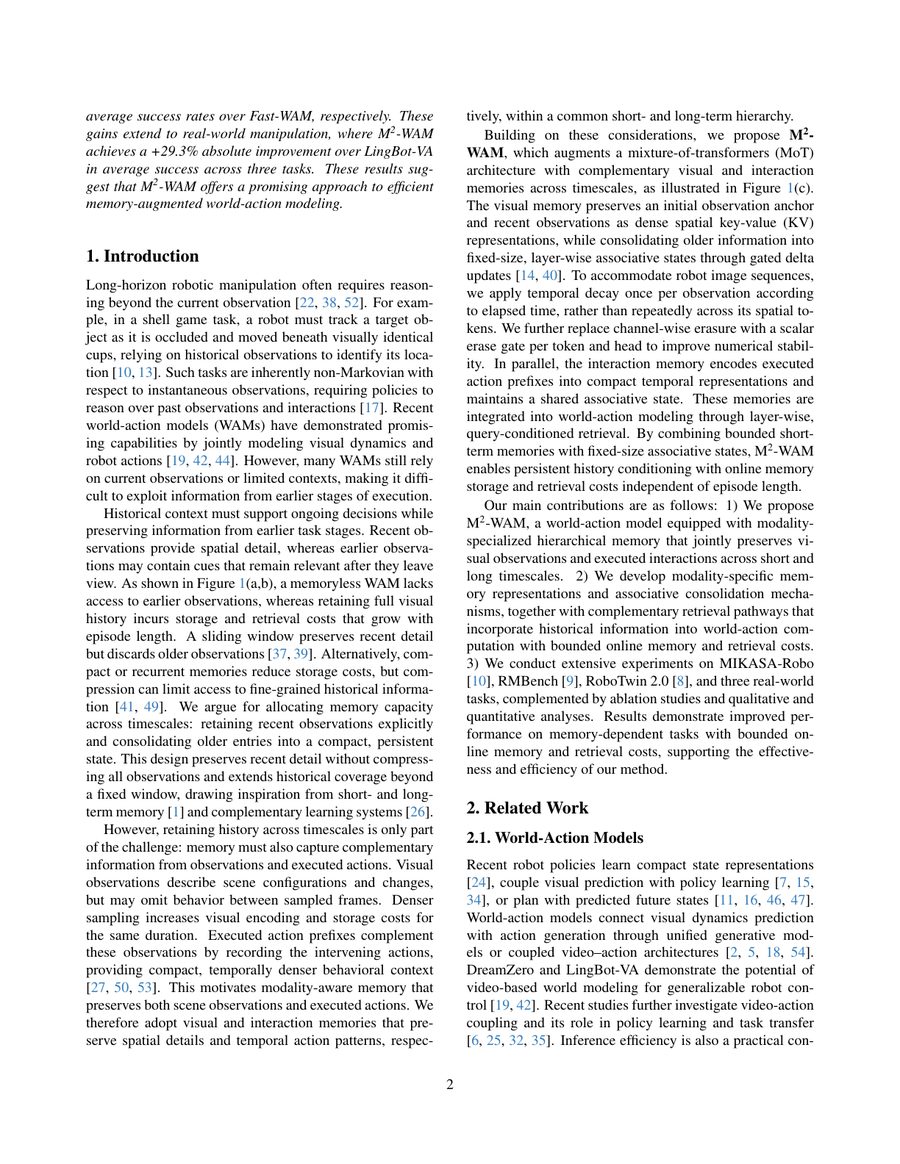 average success rates over Fast-WAM, respectively. These
gains extend to real-world manipulation, where M²-WAM
achieves a +29.3% absolute improvement over LingBot-VA
in average success across three tasks. These results sug-
gest that M²-WAM offers a promising approach to efficient
memory-augmented world-action modeling.
1. Introduction
Long-horizon robotic manipulation often requires reason-
ing beyond the current observation [22, 38, 52]. For exam-
ple, in a shell game task, a robot must track a target ob-
ject as it is occluded and moved beneath visually identical
cups, relying on historical observations to identify its loca-
tion [10, 13]. Such tasks are inherently non-Markovian with
respect to instantaneous observations, requiring policies to
reason over past observations and interactions [17]. Recent
world-action models (WAMs) have demonstrated promis-
ing capabilities by jointly modeling visual dynamics and
robot actions [19, 42, 44]. However, many WAMs still rely
on current observations or limited contexts, making it diffi-
cult to exploit information from earlier stages of execution.
Historical context must support ongoing decisions while
preserving information from earlier task stages. Recent ob-
servations provide spatial detail, whereas earlier observa-
tions may contain cues that remain relevant after they leave
view. As shown in Figure 1(a,b), a memoryless WAM lacks
access to earlier observations, whereas retaining full visual
history incurs storage and retrieval costs that grow with
episode length. A sliding window preserves recent detail
but discards older observations [37, 39]. Alternatively, com-
pact or recurrent memories reduce storage costs, but com-
pression can limit access to fine-grained historical informa-
tion [41, 49]. We argue for allocating memory capacity
across timescales: retaining recent observations explicitly
and consolidating older entries into a compact, persistent
state. This design preserves recent detail without compress-
ing all observations and extends historical coverage beyond
a fixed window, drawing inspiration from short- and long-
term memory [1] and complementary learning systems [26].
However, retaining history across timescales is only part
of the challenge: memory must also capture complementary
information from observations and executed actions. Visual
observations describe scene configurations and changes,
but may omit behavior between sampled frames. Denser
sampling increases visual encoding and storage costs for
the same duration. Executed action prefixes complement
these observations by recording the intervening actions,
providing compact, temporally denser behavioral context
[27, 50, 53]. This motivates modality-aware memory that
preserves both scene observations and executed actions. We
therefore adopt visual and interaction memories that pre-
serve spatial details and temporal action patterns, respec-
tively, within a common short- and long-term hierarchy.
Building on these considerations, we propose M²-
WAM, which augments a mixture-of-transformers (MoT)
architecture with complementary visual and interaction
memories across timescales, as illustrated in Figure 1(c).
The visual memory preserves an initial observation anchor
and recent observations as dense spatial key-value (KV)
representations, while consolidating older information into
fixed-size, layer-wise associative states through gated delta
updates [14, 40]. To accommodate robot image sequences,
we apply temporal decay once per observation according
to elapsed time, rather than repeatedly across its spatial to-
kens. We further replace channel-wise erasure with a scalar
erase gate per token and head to improve numerical stabil-
ity. In parallel, the interaction memory encodes executed
action prefixes into compact temporal representations and
maintains a shared associative state. These memories are
integrated into world-action modeling through layer-wise,
query-conditioned retrieval. By combining bounded short-
term memories with fixed-size associative states, M²-WAM
enables persistent history conditioning with online memory
storage and retrieval costs independent of episode length.
Our main contributions are as follows: 1) We propose
M²-WAM, a world-action model equipped with modality-
specialized hierarchical memory that jointly preserves vi-
sual observations and executed interactions across short and
long timescales. 2) We develop modality-specific mem-
ory representations and associative consolidation mecha-
nisms, together with complementary retrieval pathways that
incorporate historical information into world-action com-
putation with bounded online memory and retrieval costs.
3) We conduct extensive experiments on MIKASA-Robo
[10], RMBench [9], RoboTwin 2.0 [8], and three real-world
tasks, complemented by ablation studies and qualitative and
quantitative analyses. Results demonstrate improved per-
formance on memory-dependent tasks with bounded on-
line memory and retrieval costs, supporting the effective-
ness and efficiency of our method.
2. Related Work
2.1. World-Action Models
Recent robot policies learn compact state representations
[24], couple visual prediction with policy learning [7, 15,
34], or plan with predicted future states [11, 16, 46, 47].
World-action models connect visual dynamics prediction
with action generation through unified generative mod-
els or coupled video–action architectures [2, 5, 18, 54].
DreamZero and LingBot-VA demonstrate the potential of
video-based world modeling for generalizable robot con-
trol [19, 42]. Recent studies further investigate video-action
coupling and its role in policy learning and task transfer
[6, 25, 32, 35]. Inference efficiency is also a practical con-
2